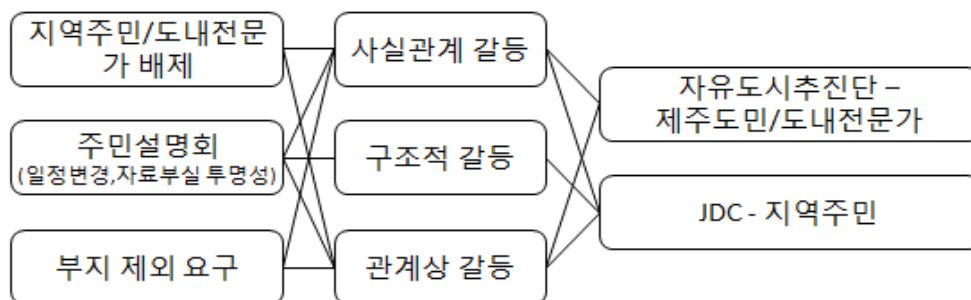 지역주민/도내전문
가 배제
사실관계 갈등
자유도시추진단 –
제주도민/도내전문가
주민설명회
(일정변경,자료부실 투명성)
구조적 갈등
JDC - 지역주민
부지 제외 요구
관계상 갈등